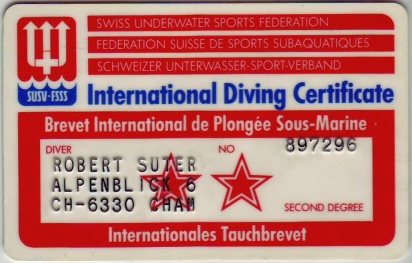 SWISS UNDERWATER SPORTS FEDERATION
FEDERATION SUISSE DE SPORTS SUBAQUATIQUES
SCHWEIZER UNTERWASSER-SPORT-VERBAND
SUSV-FSSS
International Diving Certificate
Brevet International de Plongée Sous-Marine
DIVER NO 897296
ROBERT SUTER
ALPENBLICK 6
CH-6330 CHAM
SECOND DEGREE
Internationales Tauchbrevet